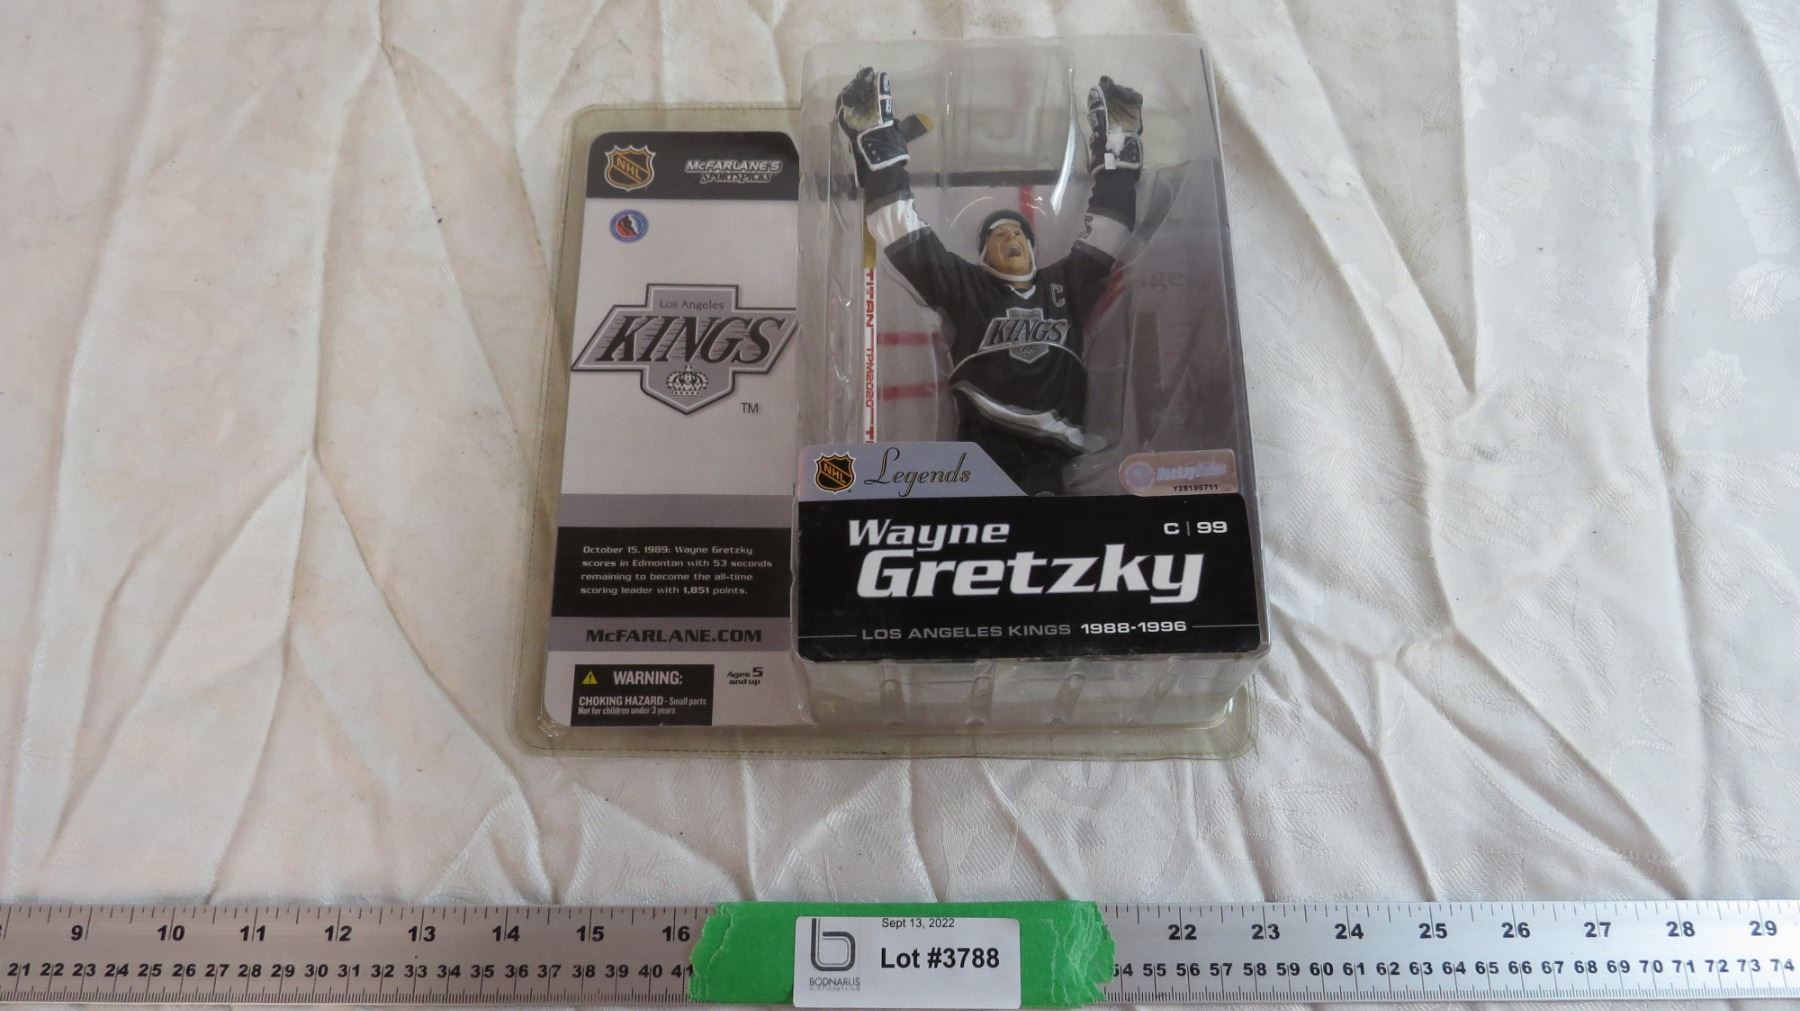 NHL
McFARLANE'S
SPORTSPICKS
Los Angeles
KINGS
TM
October 15, 1989: Wayne Gretzky
scores in Edmonton with 53 seconds
remaining to become the all-time
scoring leader with 1,851 points.
McFARLANE.COM
WARNING:
CHOKING HAZARD - Small parts
Not for children under 3 years
Ages 5
and up
TITAN TPM2020 T
C
KINGS
NHL
Legends
Y28196711
Wayne
Gretzky
C | 99
LOS ANGELES KINGS 1988-1996
9 10 11 12 13 14 15 16 22 23 24 25 26 27 28 29
21 22 23 24 25 26 27 28 29 30 31 32 33 34 35 36 37 38 39 40 41 54 55 56 57 58 59 60 61 62 63 64 65 66 67 68 69 70 71 72 73 74
Sept 13, 2022
Lot #3788
b
BODNARUS
AUCTIONEERING